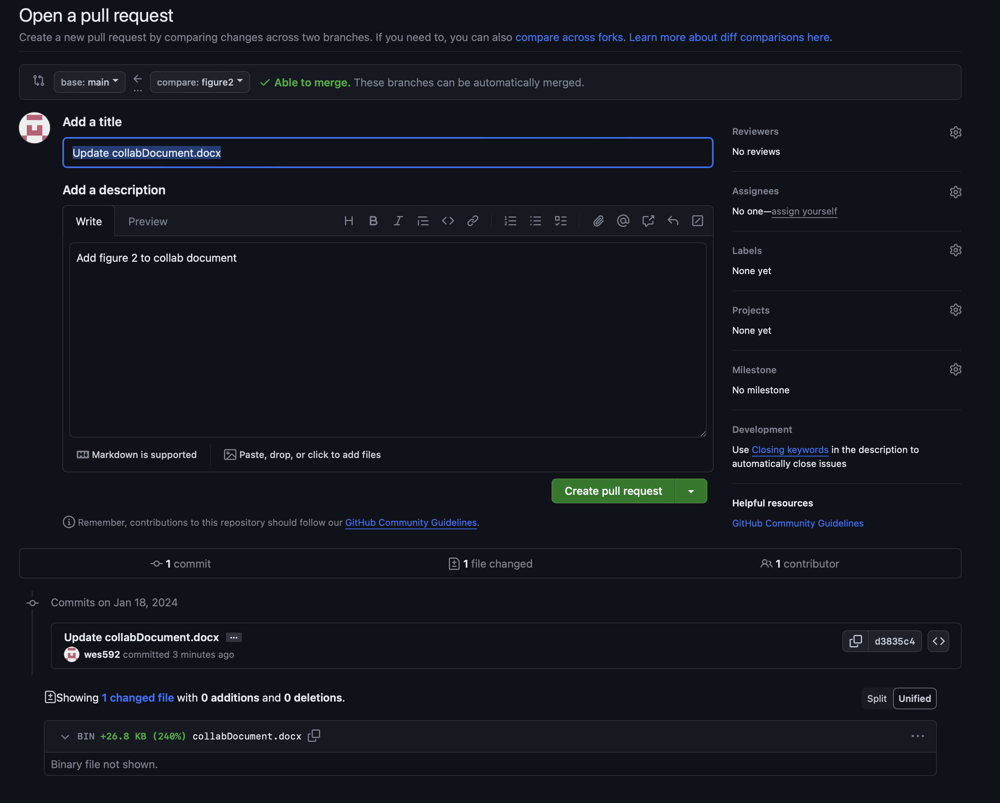 Open a pull request
Create a new pull request by comparing changes across two branches. If you need to, you can also compare across forks. Learn more about diff comparisons here.
base: main
compare: figure2
Able to merge. These branches can be automatically merged.
Add a title
Update collabDocument.docx
Add a description
Write
Preview
Add figure 2 to collab document
Markdown is supported
Paste, drop, or click to add files
Create pull request
Remember, contributions to this repository should follow our GitHub Community Guidelines.
Reviewers
No reviews
Assignees
No one—assign yourself
Labels
None yet
Projects
None yet
Milestone
No milestone
Development
Use Closing keywords in the description to
automatically close issues
Helpful resources
GitHub Community Guidelines
1 commit
1 file changed
1 contributor
Commits on Jan 18, 2024
Update collabDocument.docx ...
wes592 committed 3 minutes ago
d3835c4
Showing 1 changed file with 0 additions and 0 deletions.
Split
Unified
BIN +26.8 KB (240%) collabDocument.docx
Binary file not shown.